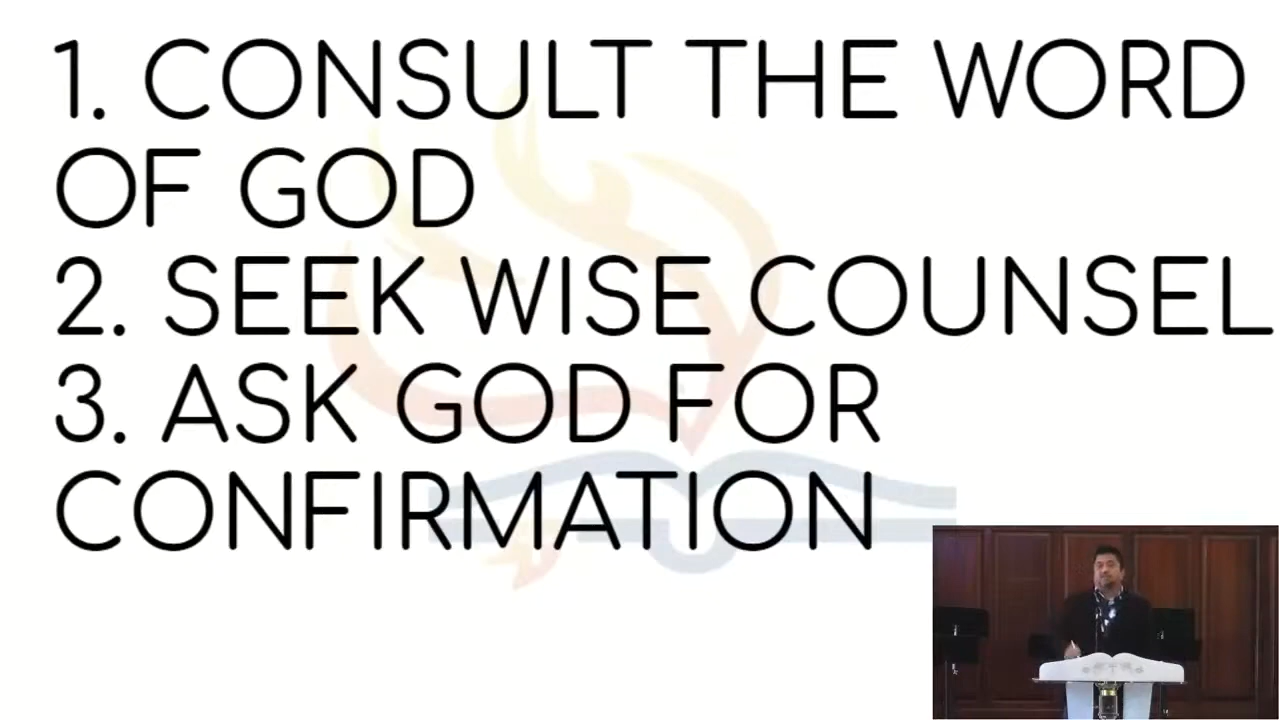 1. CONSULT THE WORD
OF GOD
2. SEEK WISE COUNSEL
3. ASK GOD FOR
CONFIRMATION